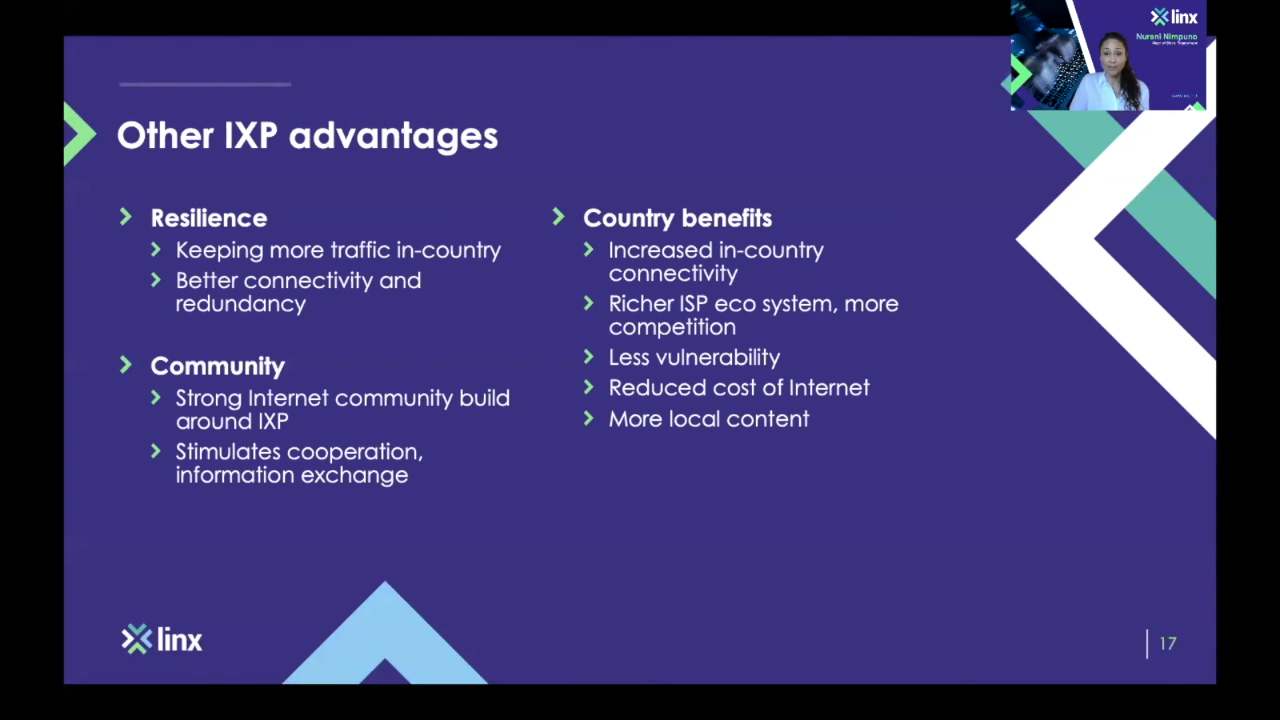 linx
Nurani Nimpuno
Other IXP advantages
Resilience
Keeping more traffic in-country
Better connectivity and
redundancy
Community
Strong Internet community build
around IXP
Stimulates cooperation,
information exchange
Country benefits
Increased in-country
connectivity
Richer ISP eco system, more
competition
Less vulnerability
Reduced cost of Internet
More local content
linx
17